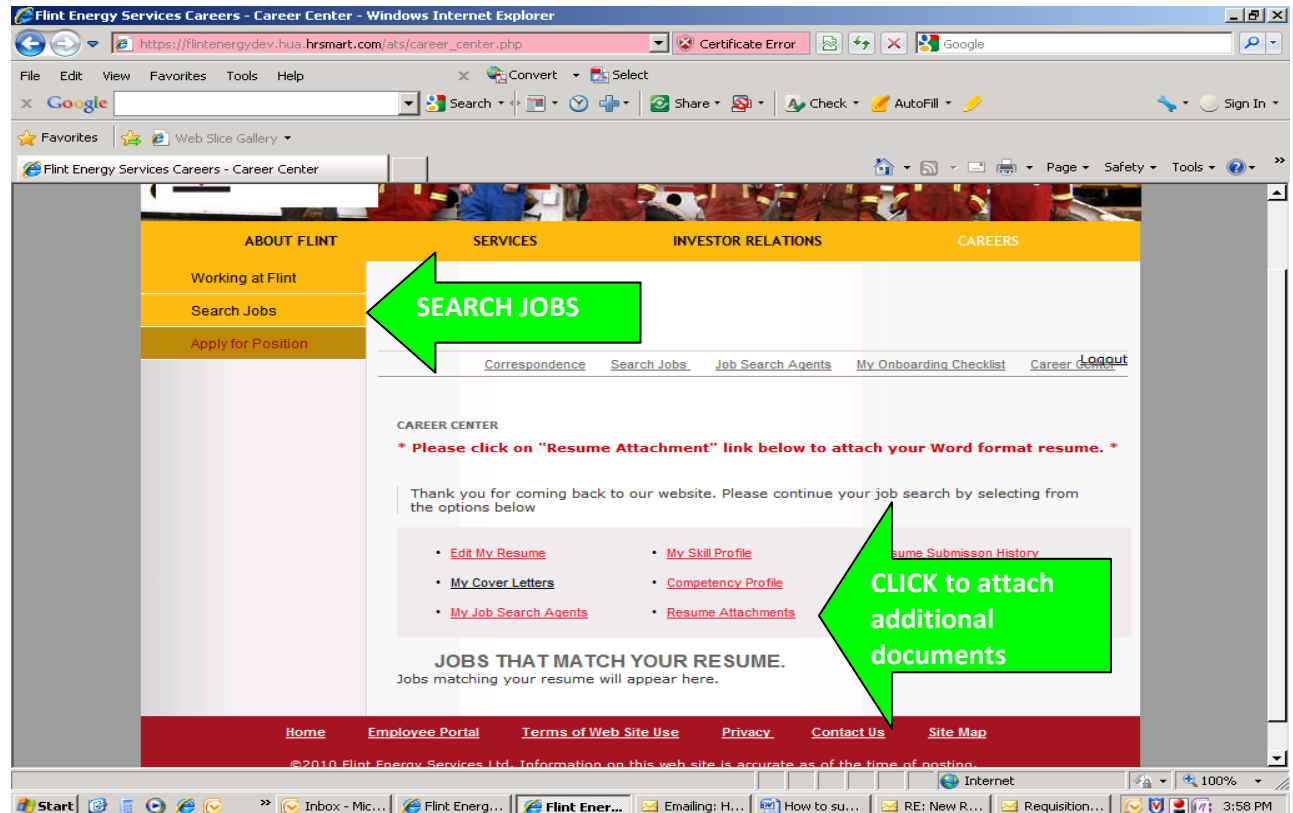 Flint Energy Services Careers - Career Center - Windows Internet Explorer
https://flintenergydev.hua.hrsmart.com/ats/career_center.php Certificate Error Google
File Edit View Favorites Tools Help x Convert Select
x Google Search Share Check AutoFill Sign In
Favorites Web Slice Gallery
Flint Energy Services Careers - Career Center Page Safety Tools »
ABOUT FLINT SERVICES INVESTOR RELATIONS CAREERS
Working at Flint
Search Jobs
Apply for Position
SEARCH JOBS
Logout
Correspondence Search Jobs Job Search Agents My Onboarding Checklist Career Center
CAREER CENTER
* Please click on "Resume Attachment" link below to attach your Word format resume. *
Thank you for coming back to our website. Please continue your job search by selecting from
the options below
• Edit My Resume • My Skill Profile sume Submisson History
• My Cover Letters • Competency Profile
• My Job Search Agents • Resume Attachments
CLICK to attach
additional
documents
JOBS THAT MATCH YOUR RESUME.
Jobs matching your resume will appear here.
Home Employee Portal Terms of Web Site Use Privacy Contact Us Site Map
©2010 Flint Energy Services Ltd. Information on this web site is accurate as of the time of posting.
Internet 100%
Start » Inbox - Mic... Flint Energ... Flint Ener... Emailing: H... How to su... RE: New R... Requisition... 3:58 PM